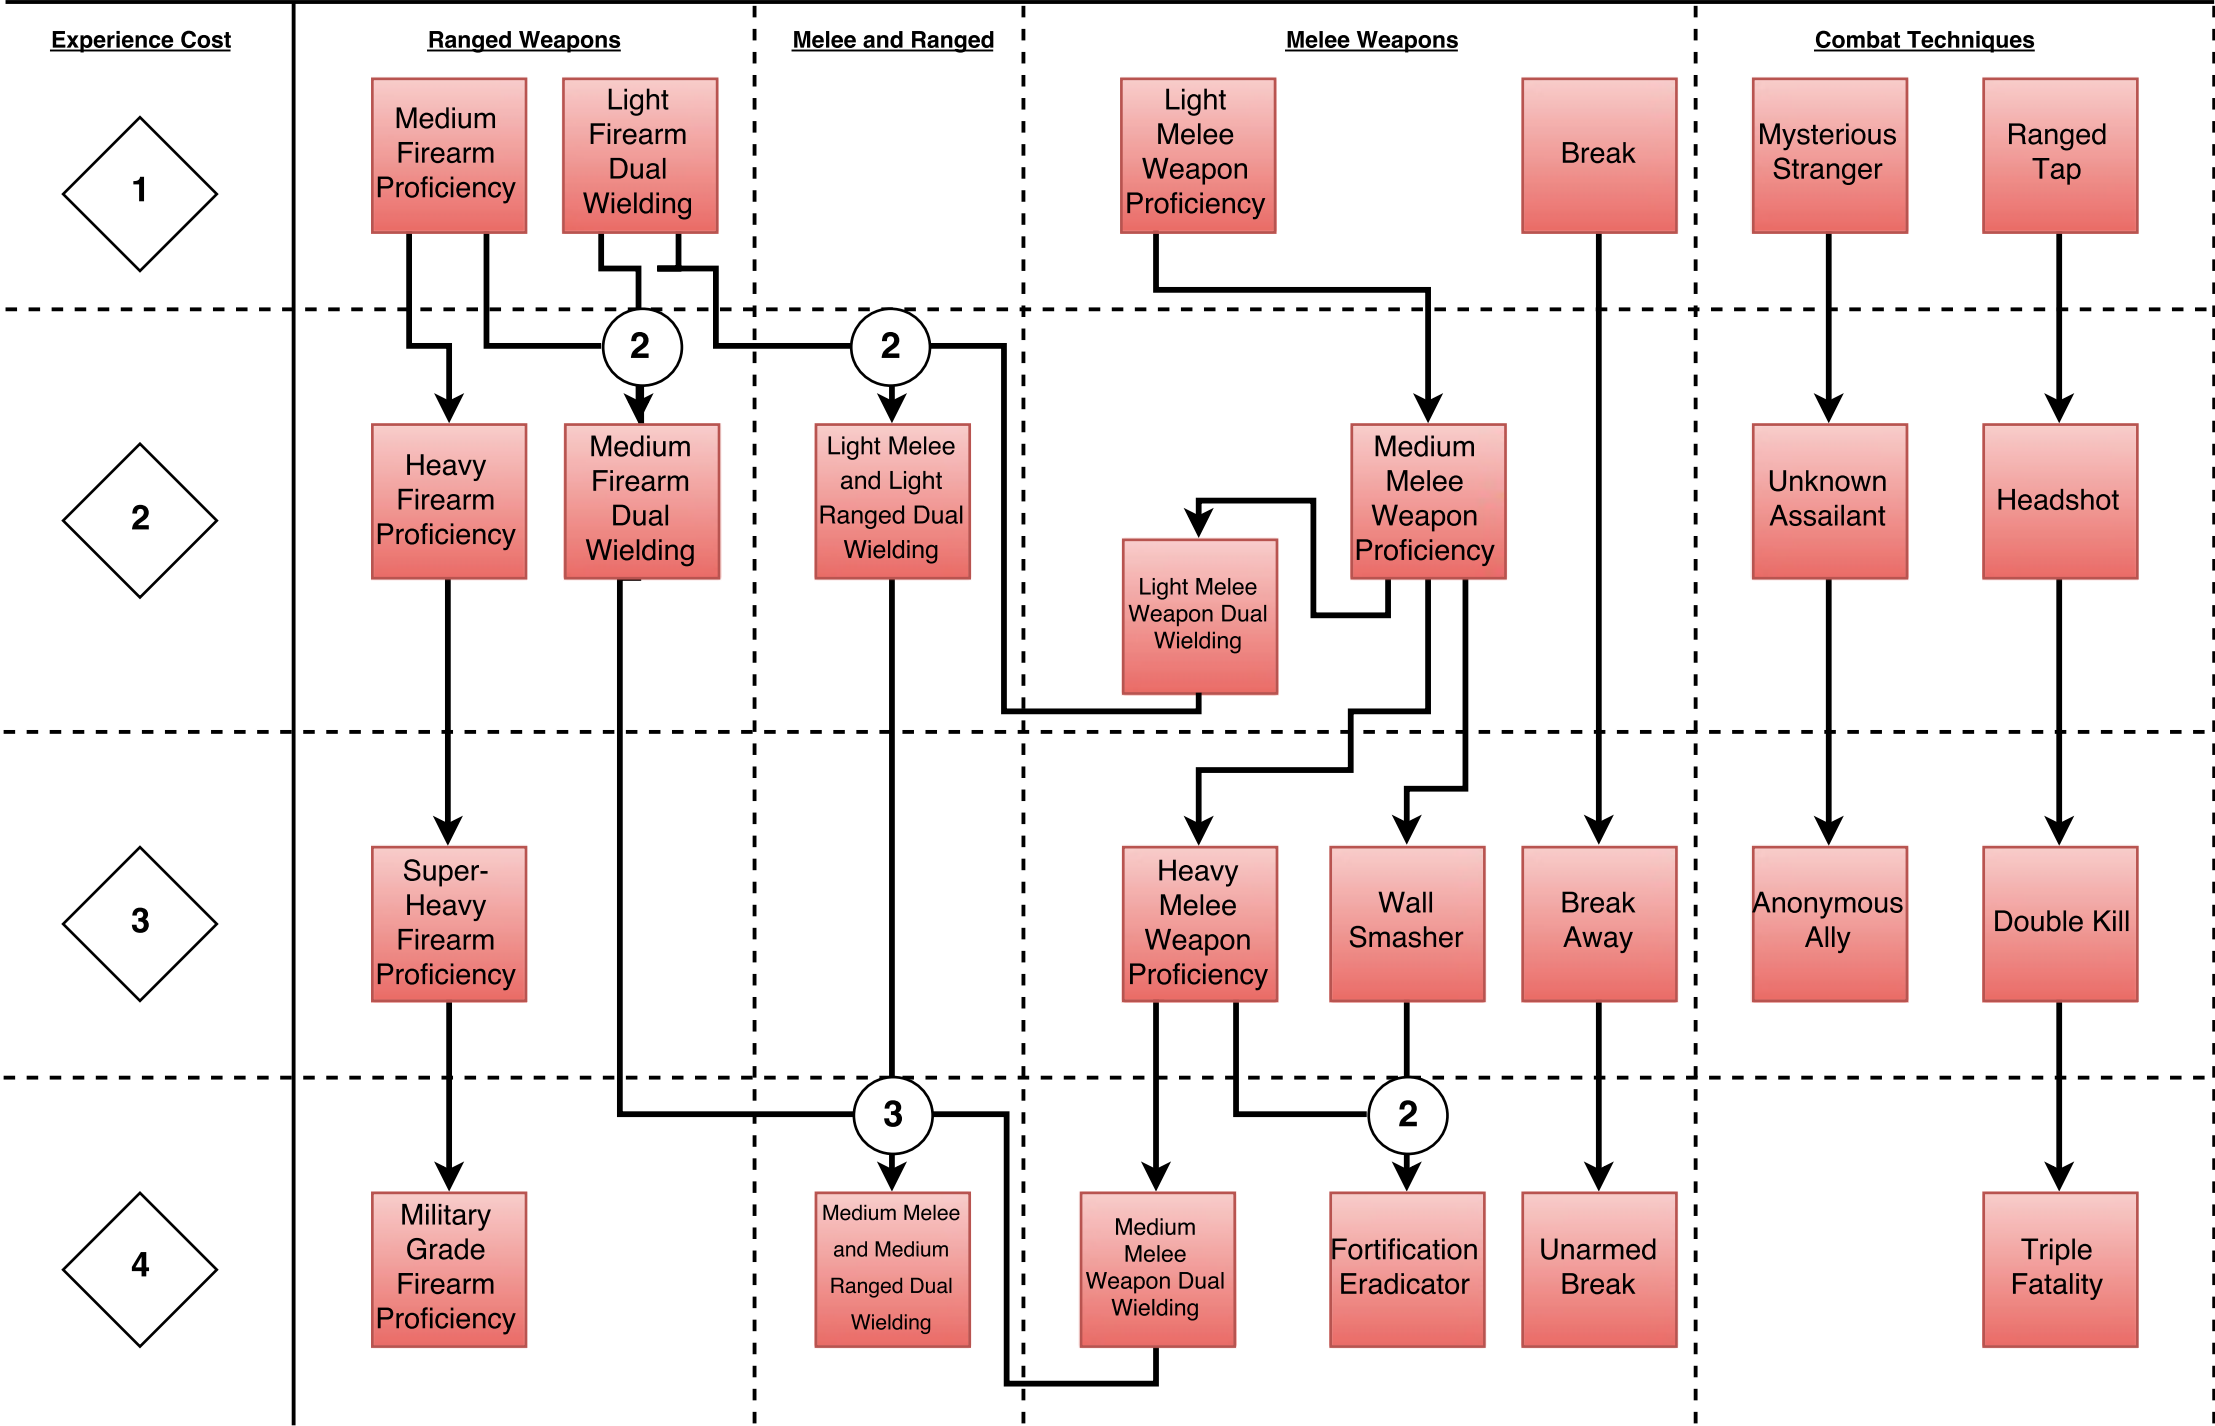 Experience Cost
Ranged Weapons
Melee and Ranged
Melee Weapons
Combat Techniques
1
Medium
Firearm
Proficiency
Light
Firearm
Dual
Wielding
Light
Melee
Weapon
Proficiency
Break
Mysterious
Stranger
Ranged
Tap
2
2
2
Heavy
Firearm
Proficiency
Medium
Firearm
Dual
Wielding
Light Melee
and Light
Ranged Dual
Wielding
Light Melee
Weapon Dual
Wielding
Medium
Melee
Weapon
Proficiency
Unknown
Assailant
Headshot
3
Super-
Heavy
Firearm
Proficiency
Heavy
Melee
Weapon
Proficiency
Wall
Smasher
Break
Away
Anonymous
Ally
Double Kill
3
2
4
Military
Grade
Firearm
Proficiency
Medium Melee
and Medium
Ranged Dual
Wielding
Medium
Melee
Weapon Dual
Wielding
Fortification
Eradicator
Unarmed
Break
Triple
Fatality